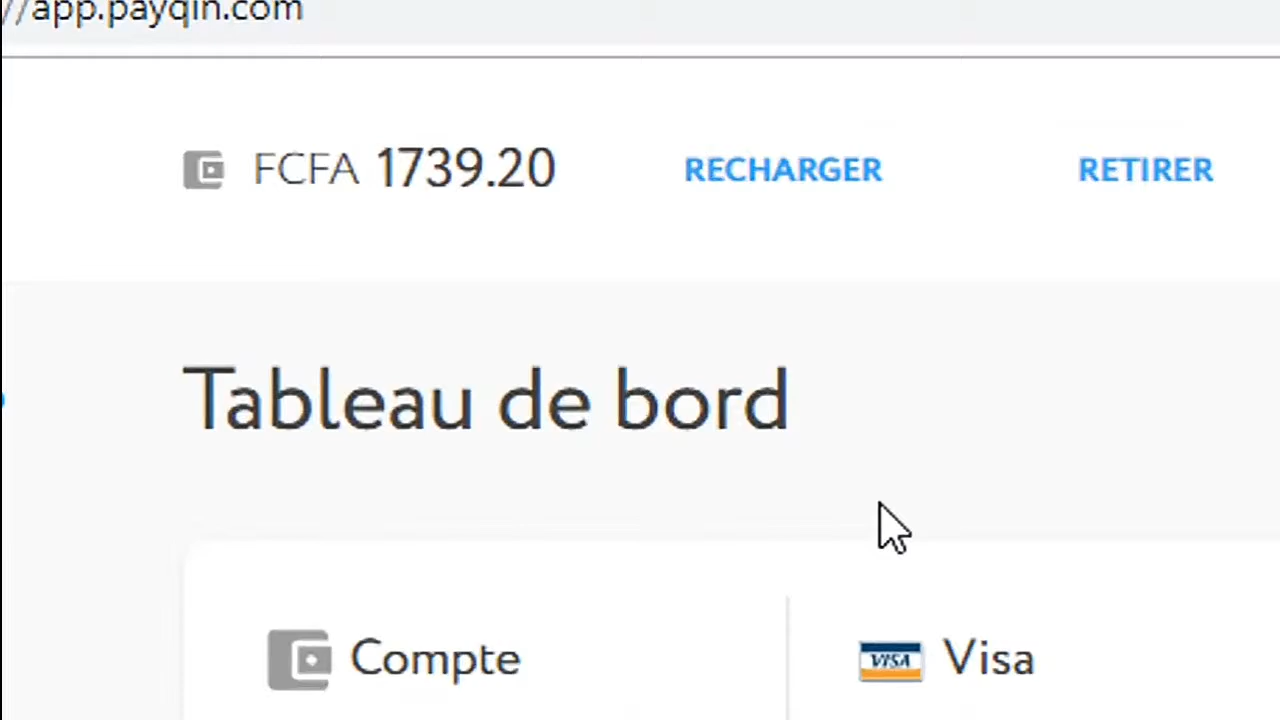 //app.payqin.com
FCFA 1739.20 RECHARGER RETIRER
Tableau de bord
Compte VISA Visa